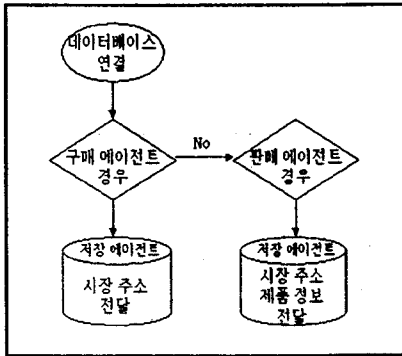 데이터베이스
연결
구매 에이전트
경우
No
판매 에이전트
경우
저장 에이전트
시장 주소
전달
저장 에이전트
시장 주소
제품 정보
전달